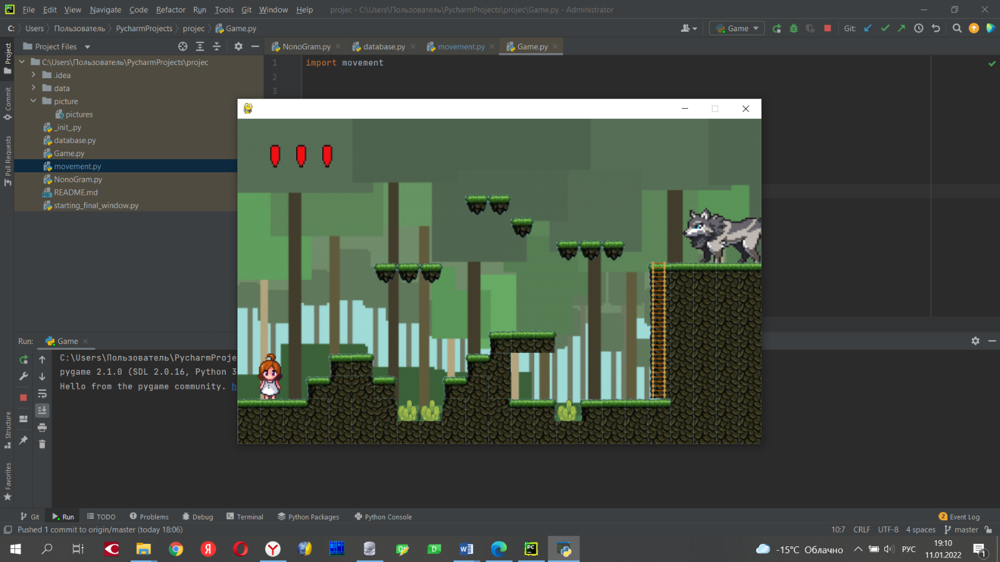 PC File Edit View Navigate Code Refactor Run Tools Git Window Help projec - C:\Users\Пользователь\PycharmProjects\projec\Game.py - Administrator
C: Users Пользователь PycharmProjects projec Game.py Game Git:
Project Files NonoGram.py database.py movement.py Game.py
Project
Commit
Pull Requests
C:\Users\Пользователь\PycharmProjects\projec
.idea
data
picture
pictures
_init_.py
database.py
Game.py
movement.py
NonoGram.py
MD README.md
starting_final_window.py
1 import movement
2
3
Run: Game
C:\Users\Пользователь\PycharmProje
pygame 2.1.0 (SDL 2.0.16, Python 3
Hello from the pygame community. h
Structure
Favorites
Git Run TODO Problems Debug Terminal Python Packages Python Console 2 Event Log
Pushed 1 commit to origin/master (today 18:06) 10:7 CRLF UTF-8 4 spaces master
-15°C Облачно РУС 19:10
11.01.2022 1